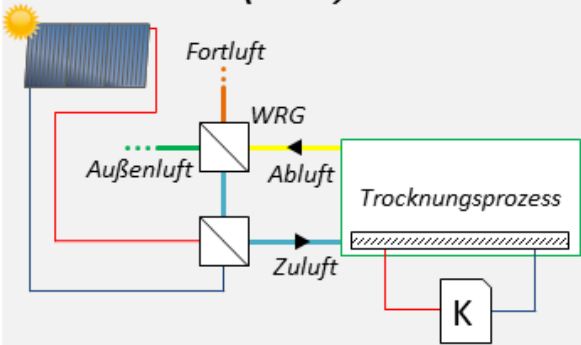 Fortluft
WRG
Außenluft
Abluft
Trocknungsprozess
Zuluft
K